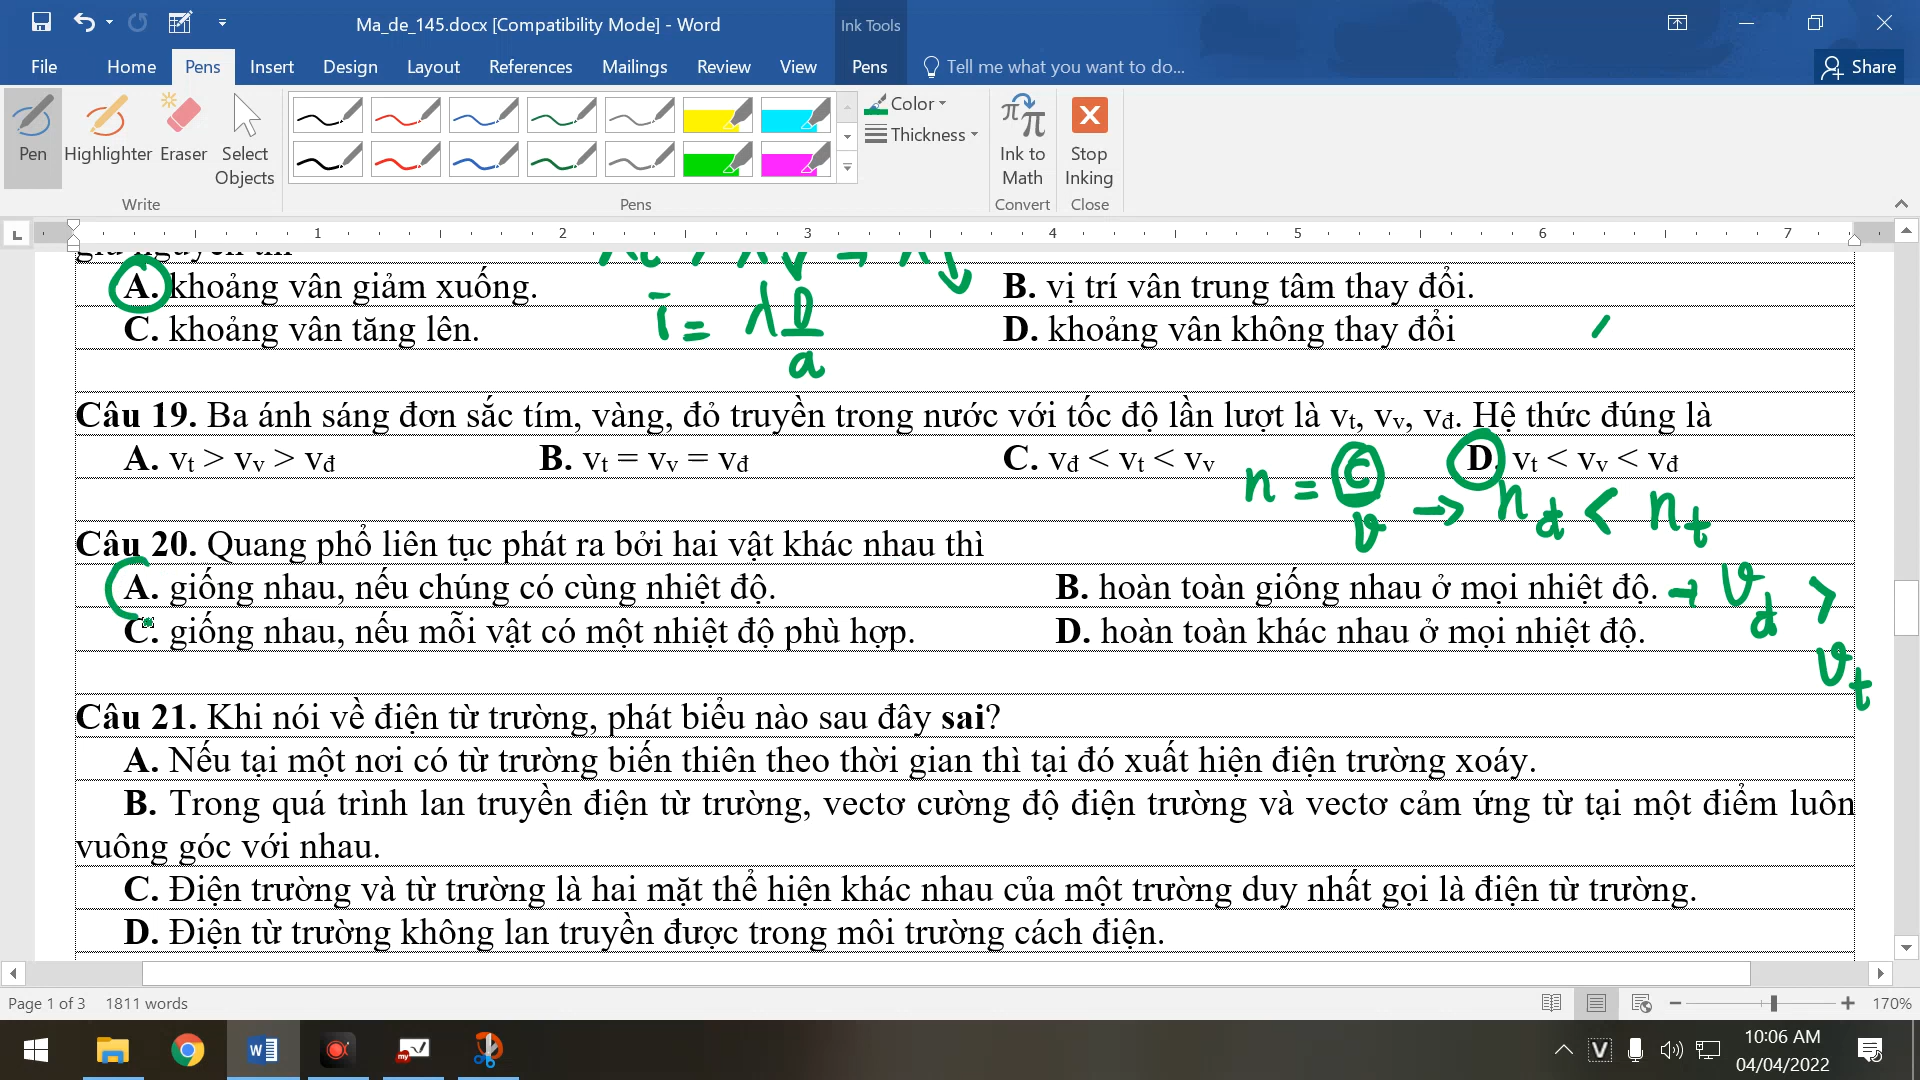 Ma_de_145.docx [Compatibility Mode] - Word
Ink Tools
File Home Pens Insert Design Layout References Mailings Review View Pens Tell me what you want to do... Share
Pen Highlighter Eraser Select Objects
Color
Thickness
Ink to Math
Stop Inking
Write Pens Convert Close
1 2 3 4 5 6 7
A. khoảng vân giảm xuống. B. vị trí vân trung tâm thay đổi.
C. khoảng vân tăng lên. i = λD/a D. khoảng vân không thay đổi
Câu 19. Ba ánh sáng đơn sắc tím, vàng, đỏ truyền trong nước với tốc độ lần lượt là vt, vv, vđ. Hệ thức đúng là
A. vt > vv > vđ B. vt = vv = vđ C. vđ < vt < vv D. vt < vv < vđ
n = c/v → nđ < nt
Câu 20. Quang phổ liên tục phát ra bởi hai vật khác nhau thì
A. giống nhau, nếu chúng có cùng nhiệt độ. B. hoàn toàn giống nhau ở mọi nhiệt độ. → vđ >
C. giống nhau, nếu mỗi vật có một nhiệt độ phù hợp. D. hoàn toàn khác nhau ở mọi nhiệt độ.
vt
Câu 21. Khi nói về điện từ trường, phát biểu nào sau đây sai?
A. Nếu tại một nơi có từ trường biến thiên theo thời gian thì tại đó xuất hiện điện trường xoáy.
B. Trong quá trình lan truyền điện từ trường, vectơ cường độ điện trường và vectơ cảm ứng từ tại một điểm luôn
vuông góc với nhau.
C. Điện trường và từ trường là hai mặt thể hiện khác nhau của một trường duy nhất gọi là điện từ trường.
D. Điện từ trường không lan truyền được trong môi trường cách điện.
Page 1 of 3 1811 words 170%
10:06 AM
04/04/2022